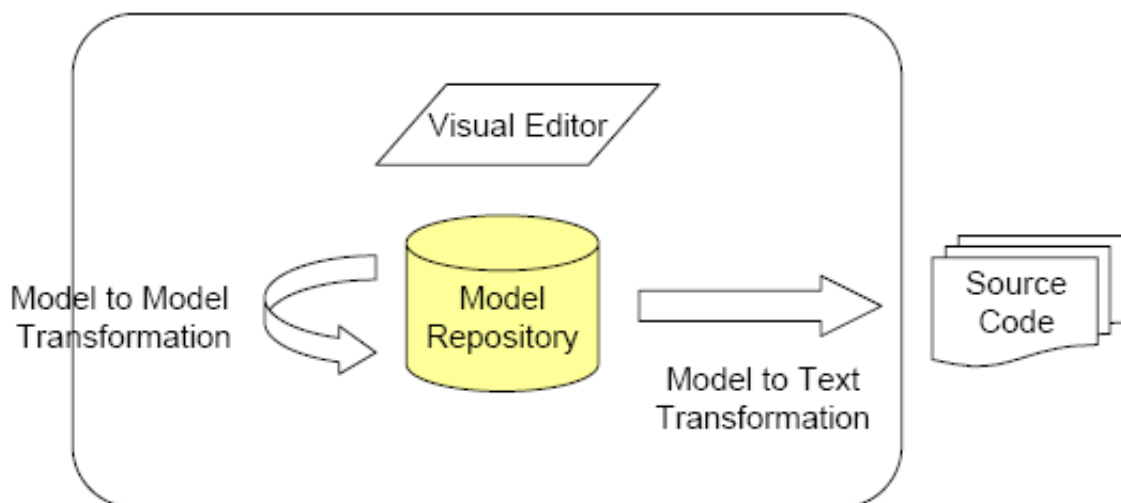 Visual Editor
Model to Model
Transformation
Model
Repository
Model to Text
Transformation
Source
Code